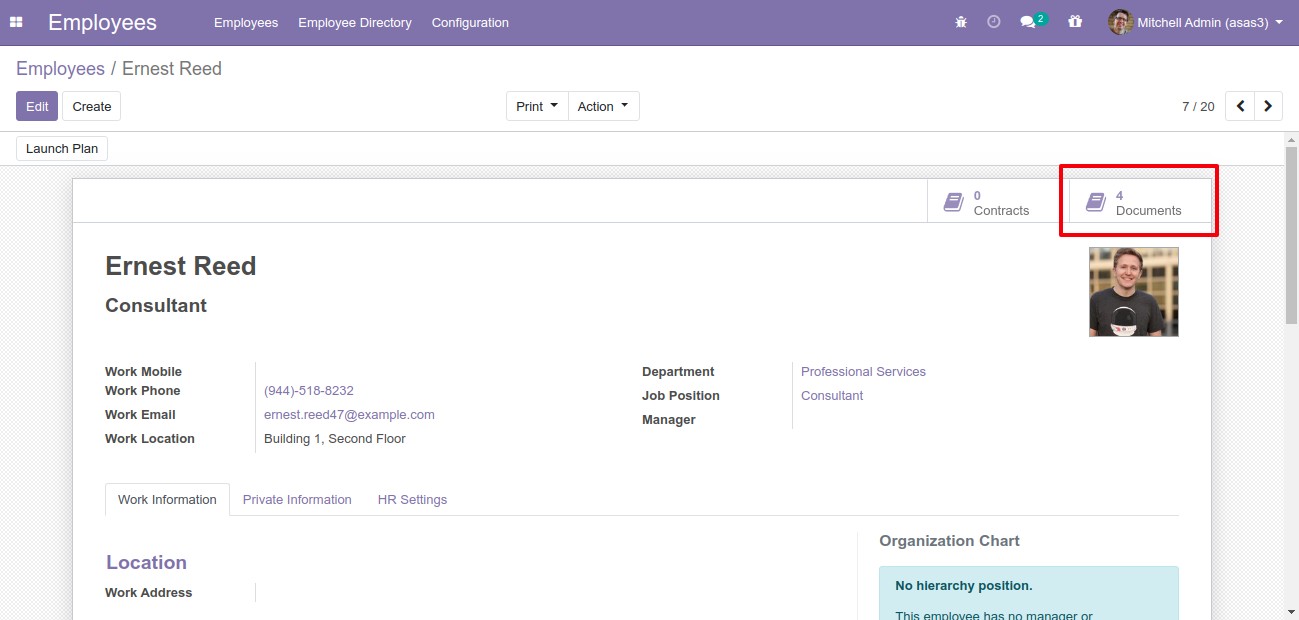 Employees Employees Employee Directory Configuration 2 Mitchell Admin (asas3)
Employees / Ernest Reed
Edit Create Print Action 7 / 20
Launch Plan
0
Contracts
4
Documents
Ernest Reed
Consultant
Work Mobile
Work Phone (944)-518-8232
Work Email ernest.reed47@example.com
Work Location Building 1, Second Floor
Department Professional Services
Job Position Consultant
Manager
Work Information Private Information HR Settings
Location
Work Address
Organization Chart
No hierarchy position.
This employee has no manager or